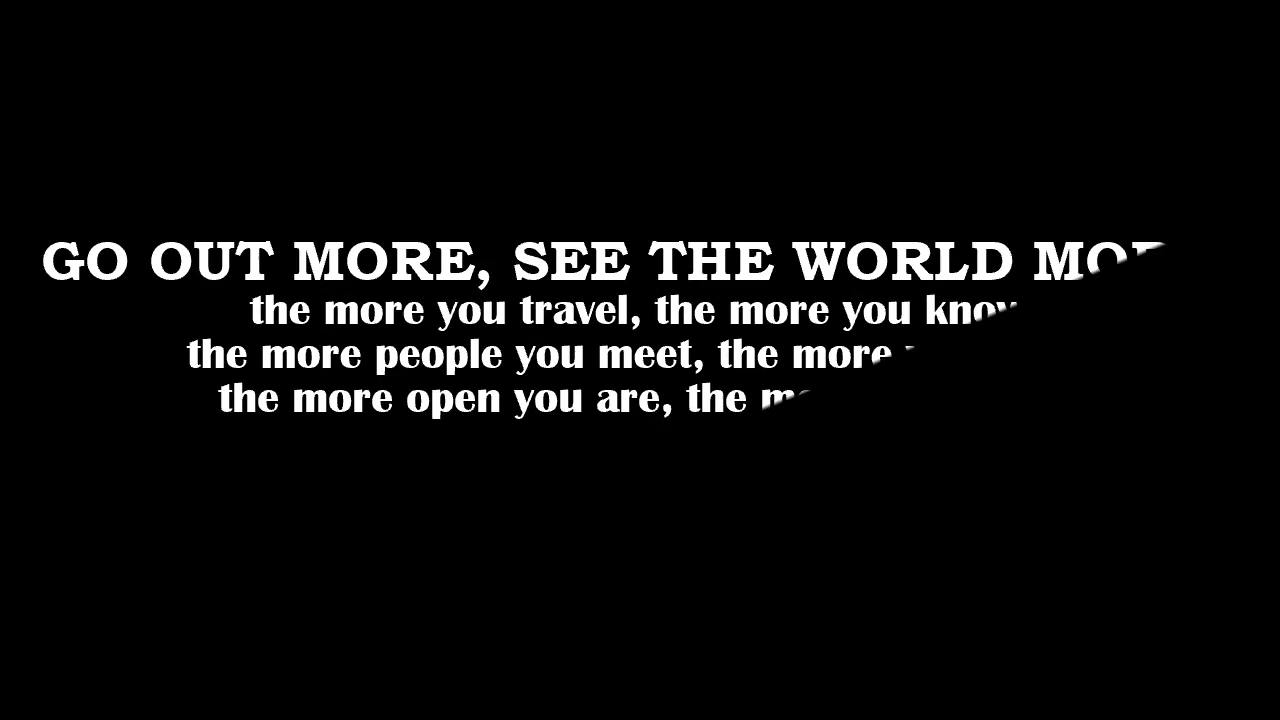 GO OUT MORE, SEE THE WORLD
the more you travel, the more you
the more people you meet, the more
the more open you are, the